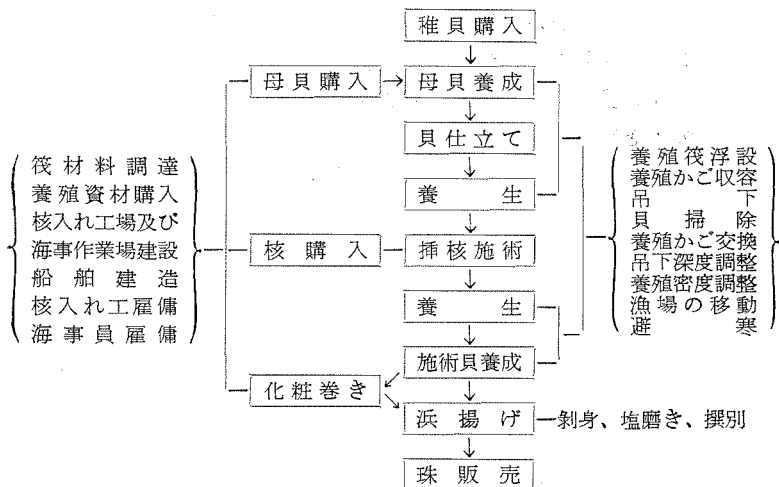 稚貝購入
母貝購入
母貝養成
貝仕立て
養生
核購入
挿核施術
養生
施術貝養成
化粧巻き
浜揚げ
剝身、塩磨き、撰別
珠販売
筏材料調達
養殖資材購入
核入れ工場及び
海事作業場建設
船舶建造
核入れ工雇傭
海事員雇傭
養殖筏浮設
養殖かご収容
吊下
貝掃除
養殖かご交換
吊下深度調整
養殖密度調整
漁場の移動
避寒